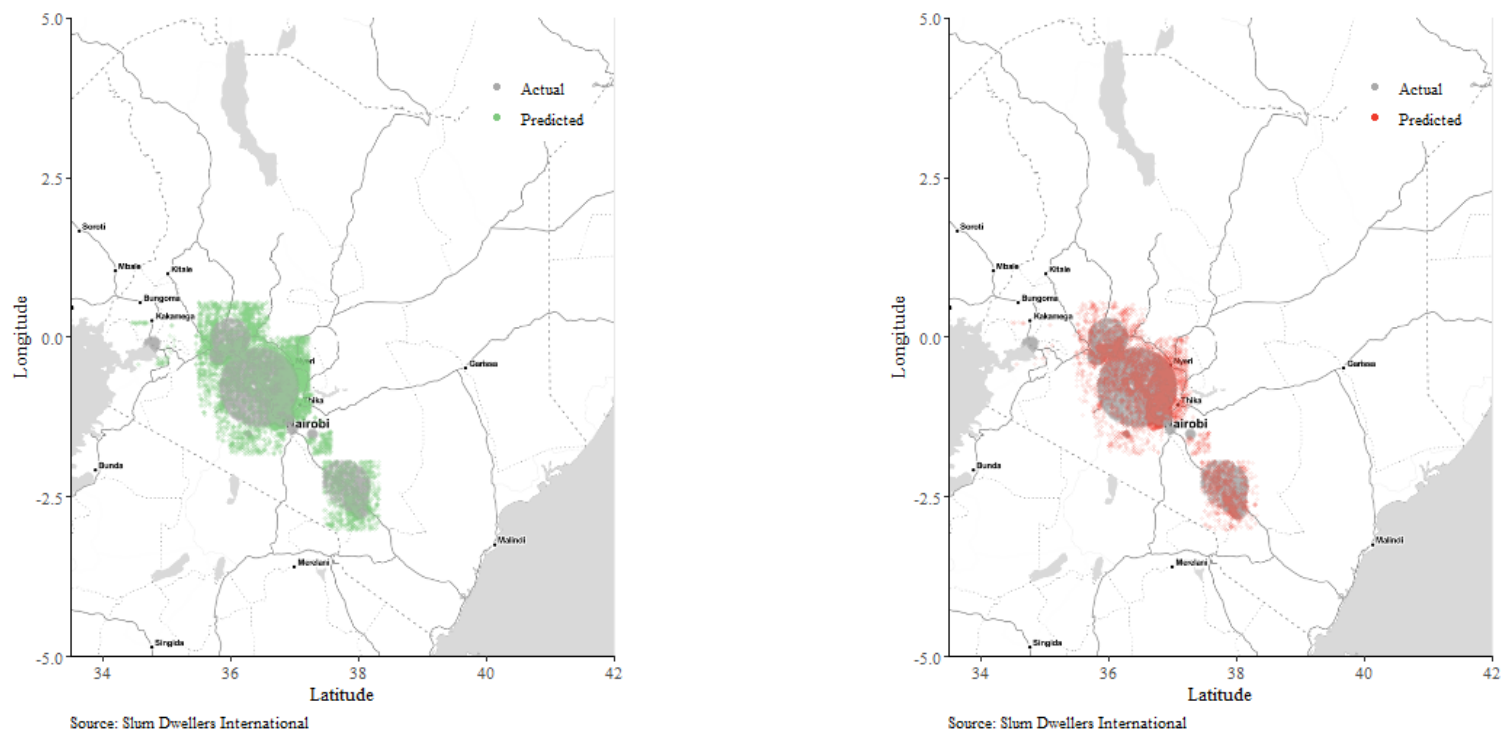 5.0
Actual
Predicted
2.5
Soroti
Mbale
Kitale
Bungoma
Kakamega
0.0
Longitude
Nyeri
Garissa
Thika
Nairobi
Bunda
-2.5
Malindi
Merelani
Singida
-5.0
34 36 38 40 42
Latitude
Source: Slum Dwellers International
5.0
Actual
Predicted
2.5
Soroti
Mbale
Kitale
Bungoma
Kakamega
0.0
Longitude
Nyeri
Garissa
Thika
Nairobi
Bunda
-2.5
Malindi
Merelani
Singida
-5.0
34 36 38 40 42
Latitude
Source: Slum Dwellers International